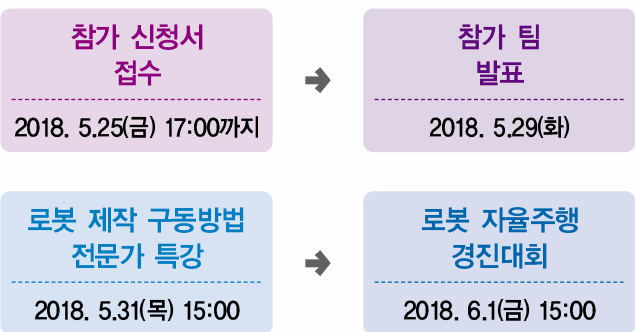 참가 신청서
접수
2018. 5.25(금) 17:00까지
참가 팀
발표
2018. 5.29(화)
로봇 제작 구동방법
전문가 특강
2018. 5.31(목) 15:00
로봇 자율주행
경진대회
2018. 6.1(금) 15:00